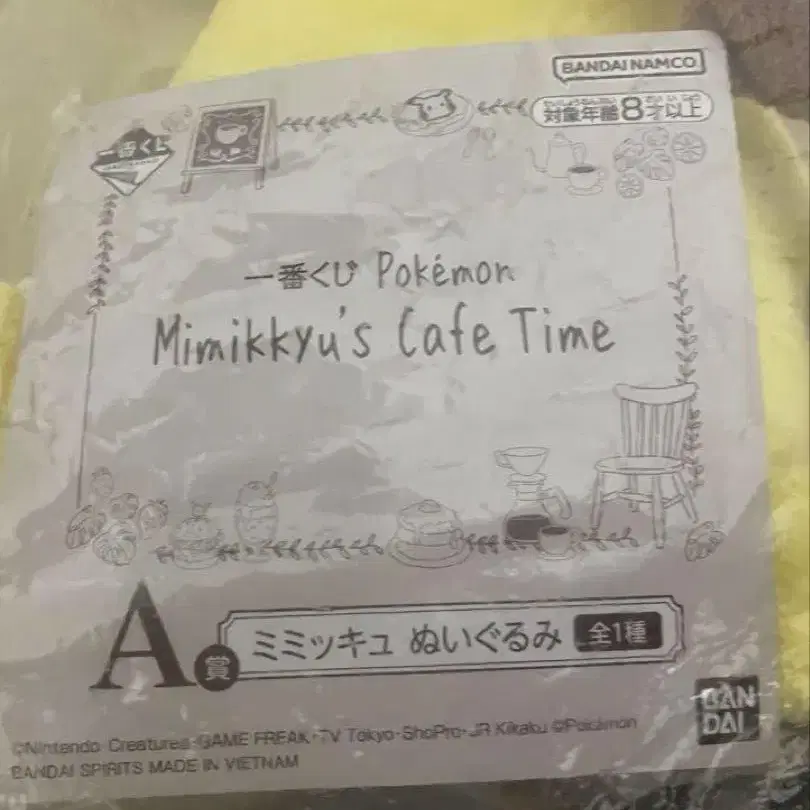 BANDAI NAMCO
対象年齢8才以上
一番くじ
一番くじ Pokémon
Mimikkyu's Cafe Time
A賞 ミミッキュ ぬいぐるみ 全1種
©Nintendo・Creatures・GAME FREAK・TV Tokyo・ShoPro・JR Kikaku ©Pokémon
BANDAI SPIRITS MADE IN VIETNAM
BAN
DAI